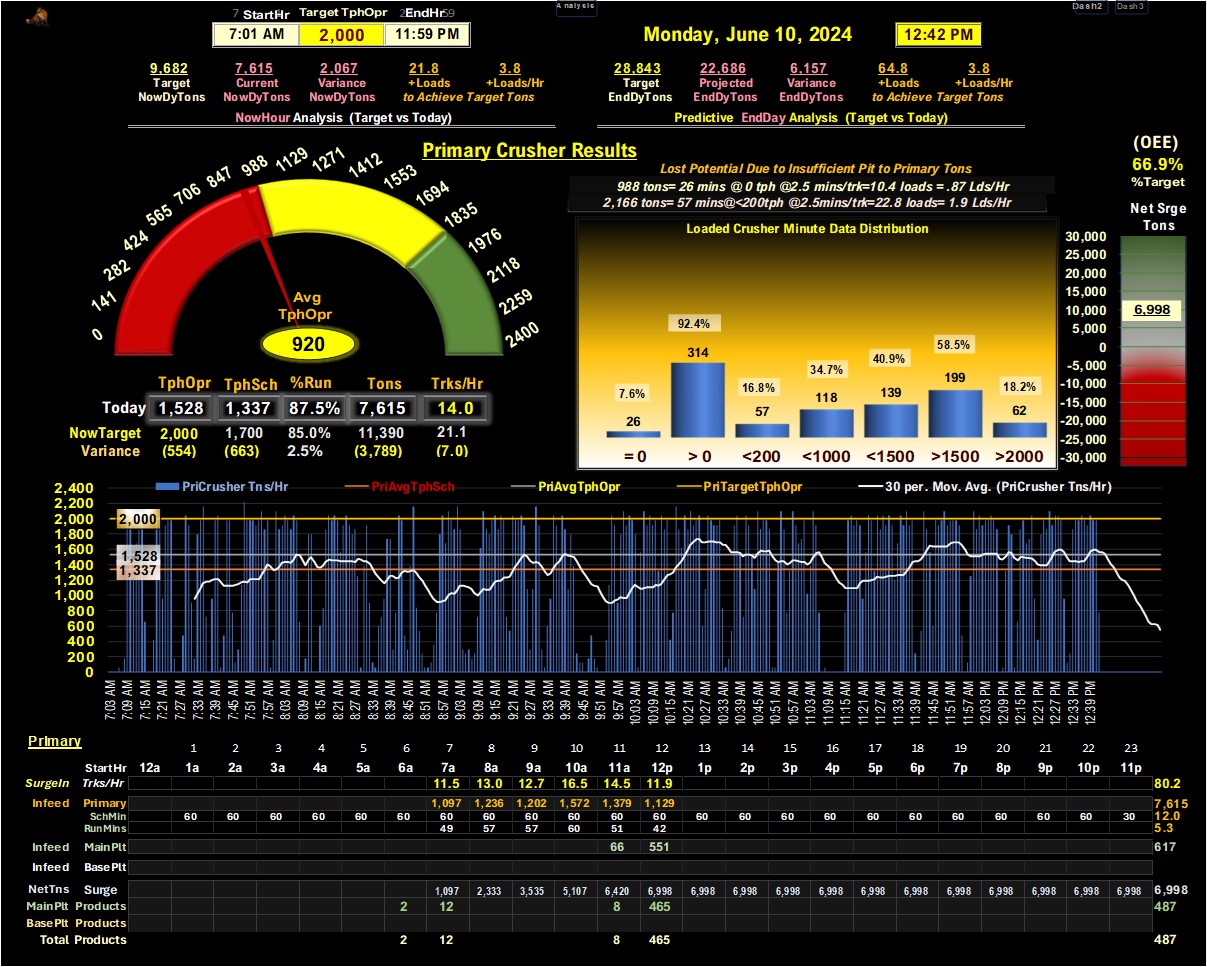 Analysis
Dash2 Dash3
7 StartHr Target TphOpr 2 EndHr 59
7:01 AM 2,000 11:59 PM
Monday, June 10, 2024 12:42 PM
9,682 7,615 2,067 21.8 3.8
Target Current Variance +Loads +Loads/Hr
NowDyTons NowDyTons NowDyTons to Achieve Target Tons
NowHour Analysis (Target vs Today)
28,843 22,686 6,157 64.8 3.8
Target Projected Variance +Loads +Loads/Hr
EndDyTons EndDyTons EndDyTons to Achieve Target Tons
Predictive EndDay Analysis (Target vs Today)
Primary Crusher Results
0 141 282 424 565 706 847 988 1129 1271 1412 1553 1694 1835 1976 2118 2259 2400
Avg
TphOpr
920
TphOpr TphSch %Run Tons Trks/Hr
Today 1,528 1,337 87.5% 7,615 14.0
NowTarget 2,000 1,700 85.0% 11,390 21.1
Variance (554) (663) 2.5% (3,789) (7.0)
Lost Potential Due to Insufficient Pit to Primary Tons
988 tons= 26 mins @ 0 tph @2.5 mins/trk=10.4 loads = .87 Lds/Hr
2,166 tons= 57 mins@<200tph @2.5mins/trk=22.8 loads= 1.9 Lds/Hr
Loaded Crusher Minute Data Distribution
7.6% 92.4% 16.8% 34.7% 40.9% 58.5% 18.2%
26 314 57 118 139 199 62
= 0 > 0 <200 <1000 <1500 >1500 >2000
(OEE)
66.9%
%Target
Net Srge
Tons
30,000
25,000
20,000
15,000
10,000
5,000
0
-5,000
-10,000
-15,000
-20,000
-25,000
-30,000
6,998
PriCrusher Tns/Hr PriAvgTphSch PriAvgTphOpr PriTargetTphOpr 30 per. Mov. Avg. (PriCrusher Tns/Hr)
2,400
2,200
2,000
1,800
1,600
1,400
1,200
1,000
800
600
400
200
0
2,000
1,528
1,337
7:03 AM 7:09 AM 7:15 AM 7:21 AM 7:27 AM 7:33 AM 7:39 AM 7:45 AM 7:51 AM 7:57 AM 8:03 AM 8:09 AM 8:15 AM 8:21 AM 8:27 AM 8:33 AM 8:39 AM 8:45 AM 8:51 AM 8:57 AM 9:03 AM 9:09 AM 9:15 AM 9:21 AM 9:27 AM 9:33 AM 9:39 AM 9:45 AM 9:51 AM 9:57 AM 10:03 AM 10:09 AM 10:15 AM 10:21 AM 10:27 AM 10:33 AM 10:39 AM 10:45 AM 10:51 AM 10:57 AM 11:03 AM 11:09 AM 11:15 AM 11:21 AM 11:27 AM 11:33 AM 11:39 AM 11:45 AM 11:51 AM 11:57 AM 12:03 PM 12:09 PM 12:15 PM 12:21 PM 12:27 PM 12:33 PM 12:39 PM
Primary
1 2 3 4 5 6 7 8 9 10 11 12 13 14 15 16 17 18 19 20 21 22 23
StartHr 12a 1a 2a 3a 4a 5a 6a 7a 8a 9a 10a 11a 12p 1p 2p 3p 4p 5p 6p 7p 8p 9p 10p 11p
SurgeIn Trks/Hr 11.5 13.0 12.7 16.5 14.5 11.9 80.2
Infeed Primary 1,097 1,236 1,202 1,572 1,379 1,129 7,615
SchMin 60 60 60 60 60 60 60 60 60 60 60 60 60 60 60 60 60 60 60 60 60 60 30 12.0
RunMins 49 57 57 60 51 42 5.3
Infeed MainPlt 66 551 617
Infeed BasePlt
NetTns Surge 1,097 2,333 3,535 5,107 6,420 6,998 6,998 6,998 6,998 6,998 6,998 6,998 6,998 6,998 6,998 6,998 6,998 6,998
MainPlt Products 2 12 8 465 487
BasePlt Products
Total Products 2 12 8 465 487